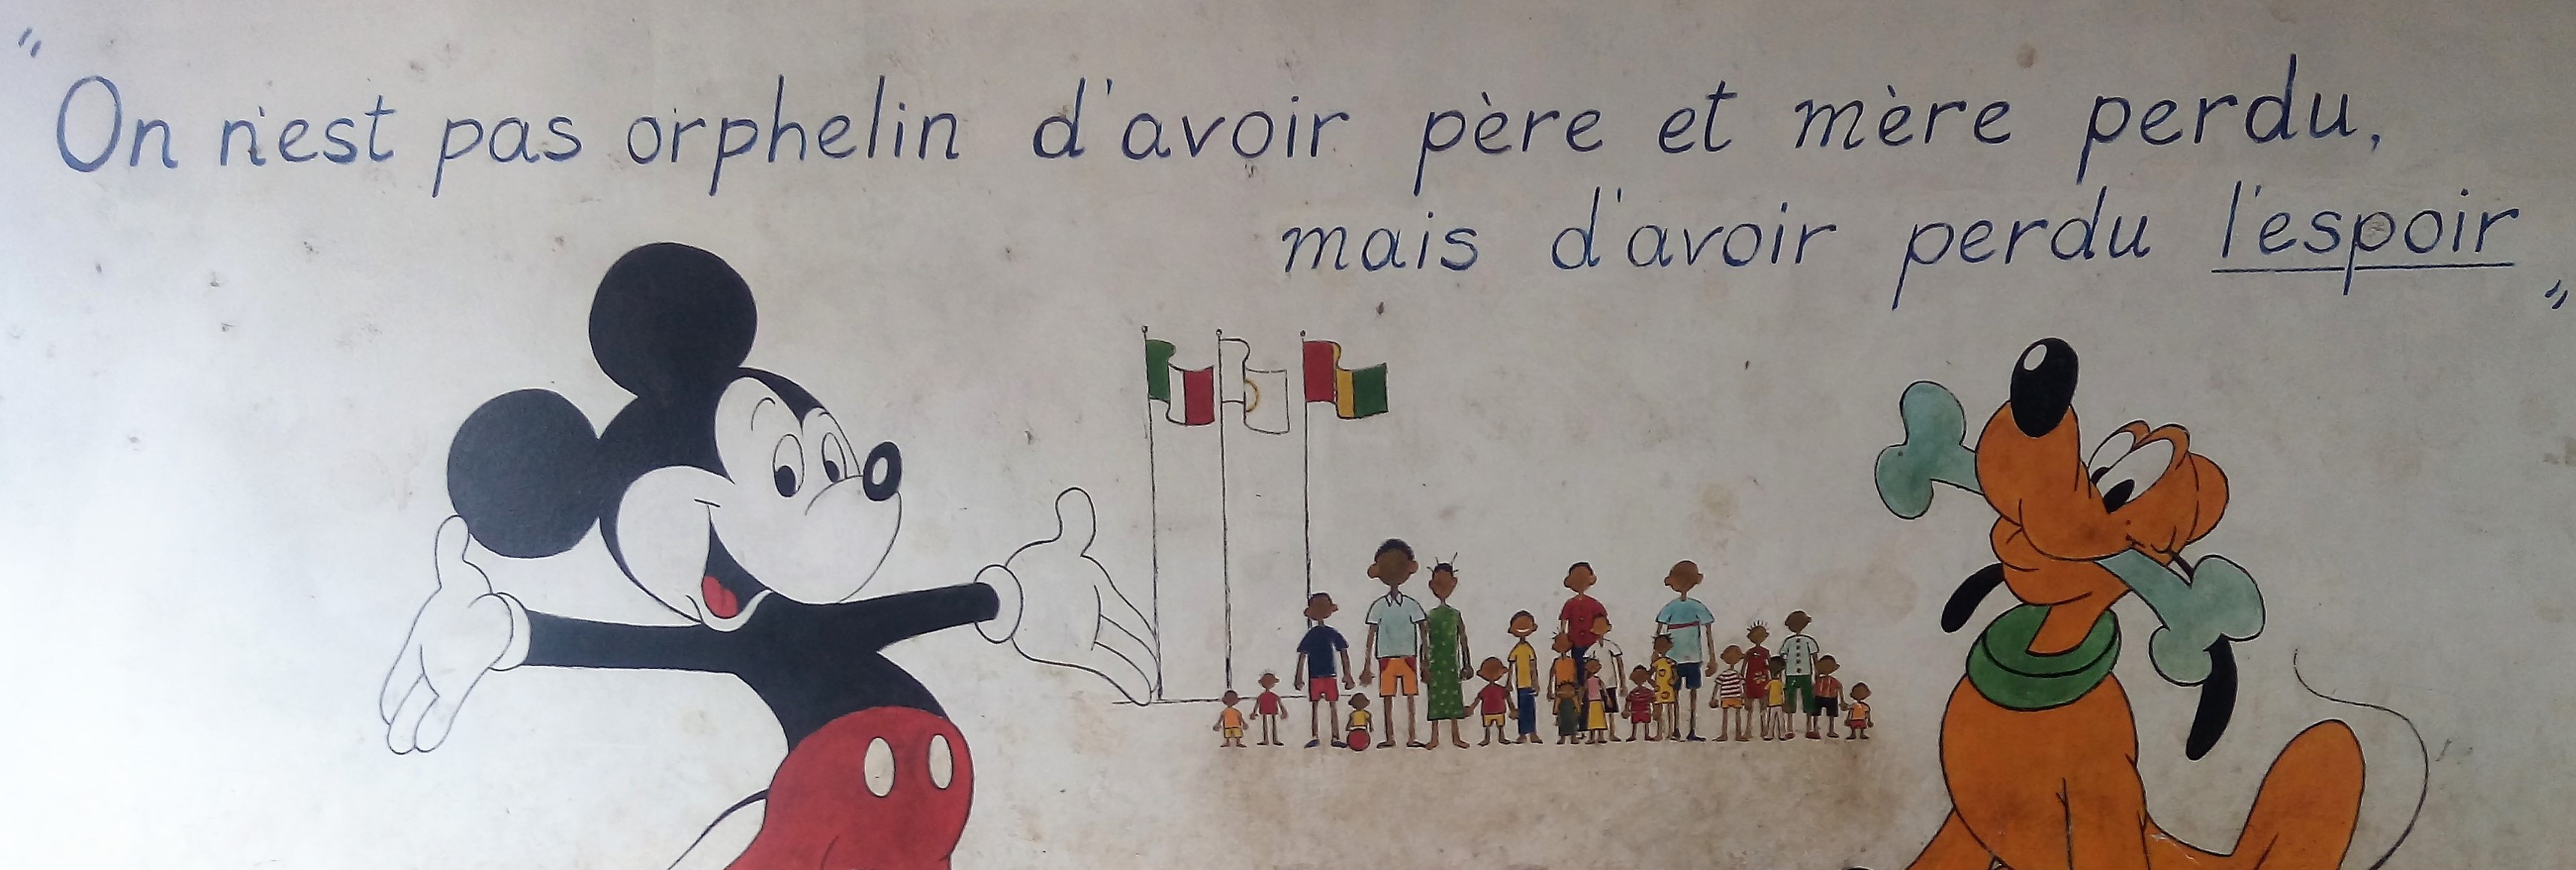 "On n'est pas orphelin d'avoir père et mère perdu,
mais d'avoir perdu l'espoir"